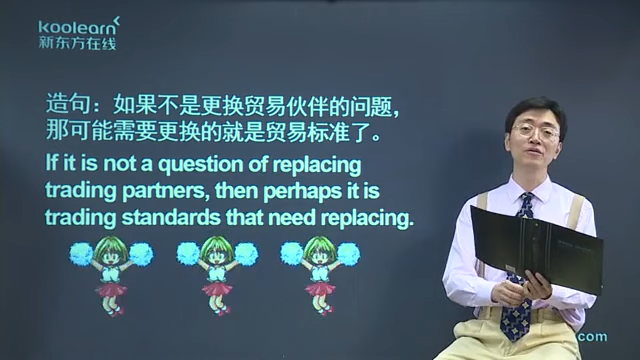 koolearn
新东方在线
造句：如果不是更换贸易伙伴的问题，
那可能需要更换的就是贸易标准了。
If it is not a question of replacing
trading partners, then perhaps it is
trading standards that need replacing.
.com